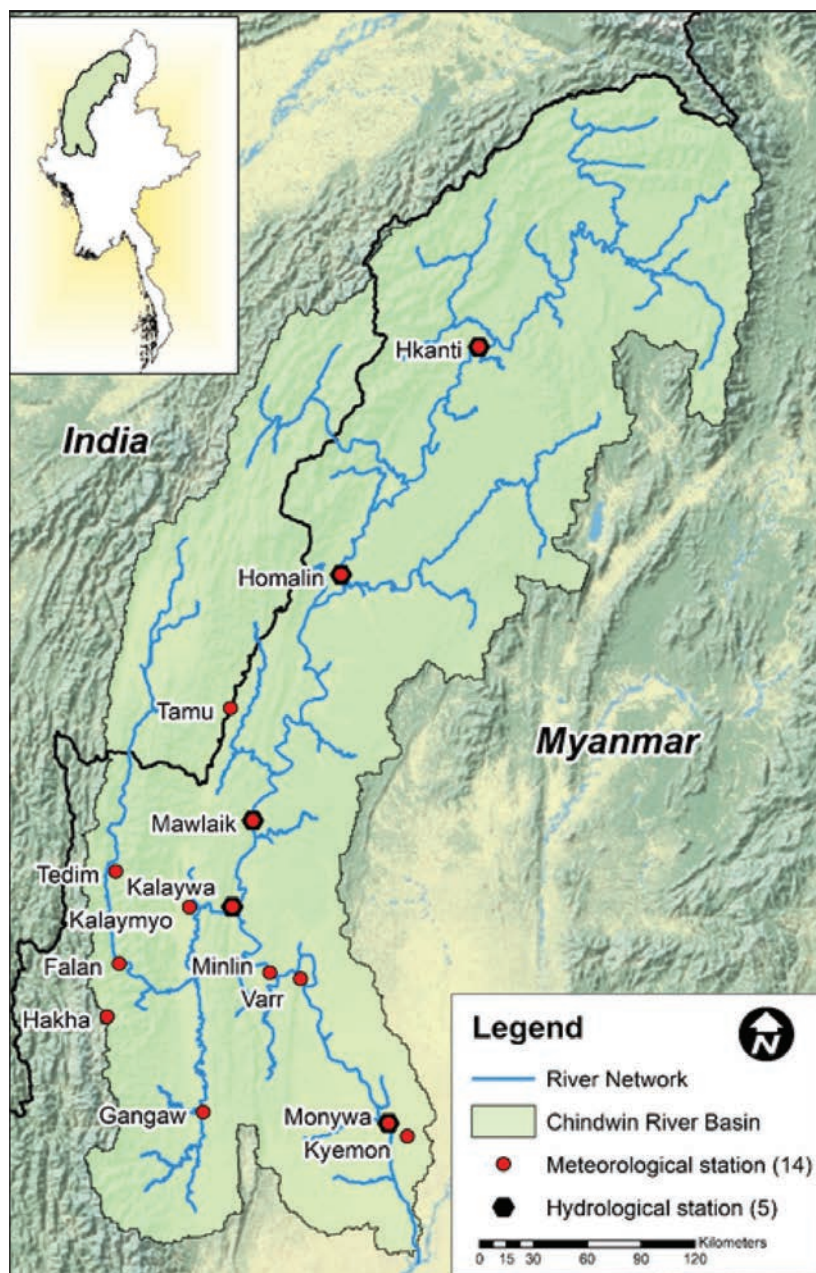 Hkanti
India
Homalin
Tamu
Myanmar
Mawlaik
Tedim
Kalaywa
Kalaymyo
Falan
Minlin
Varr
Hakha
Gangaw
Monywa
Kyemon
Legend
N
River Network
Chindwin River Basin
Meteorological station (14)
Hydrological station (5)
Kilometers
0 15 30 60 90 120